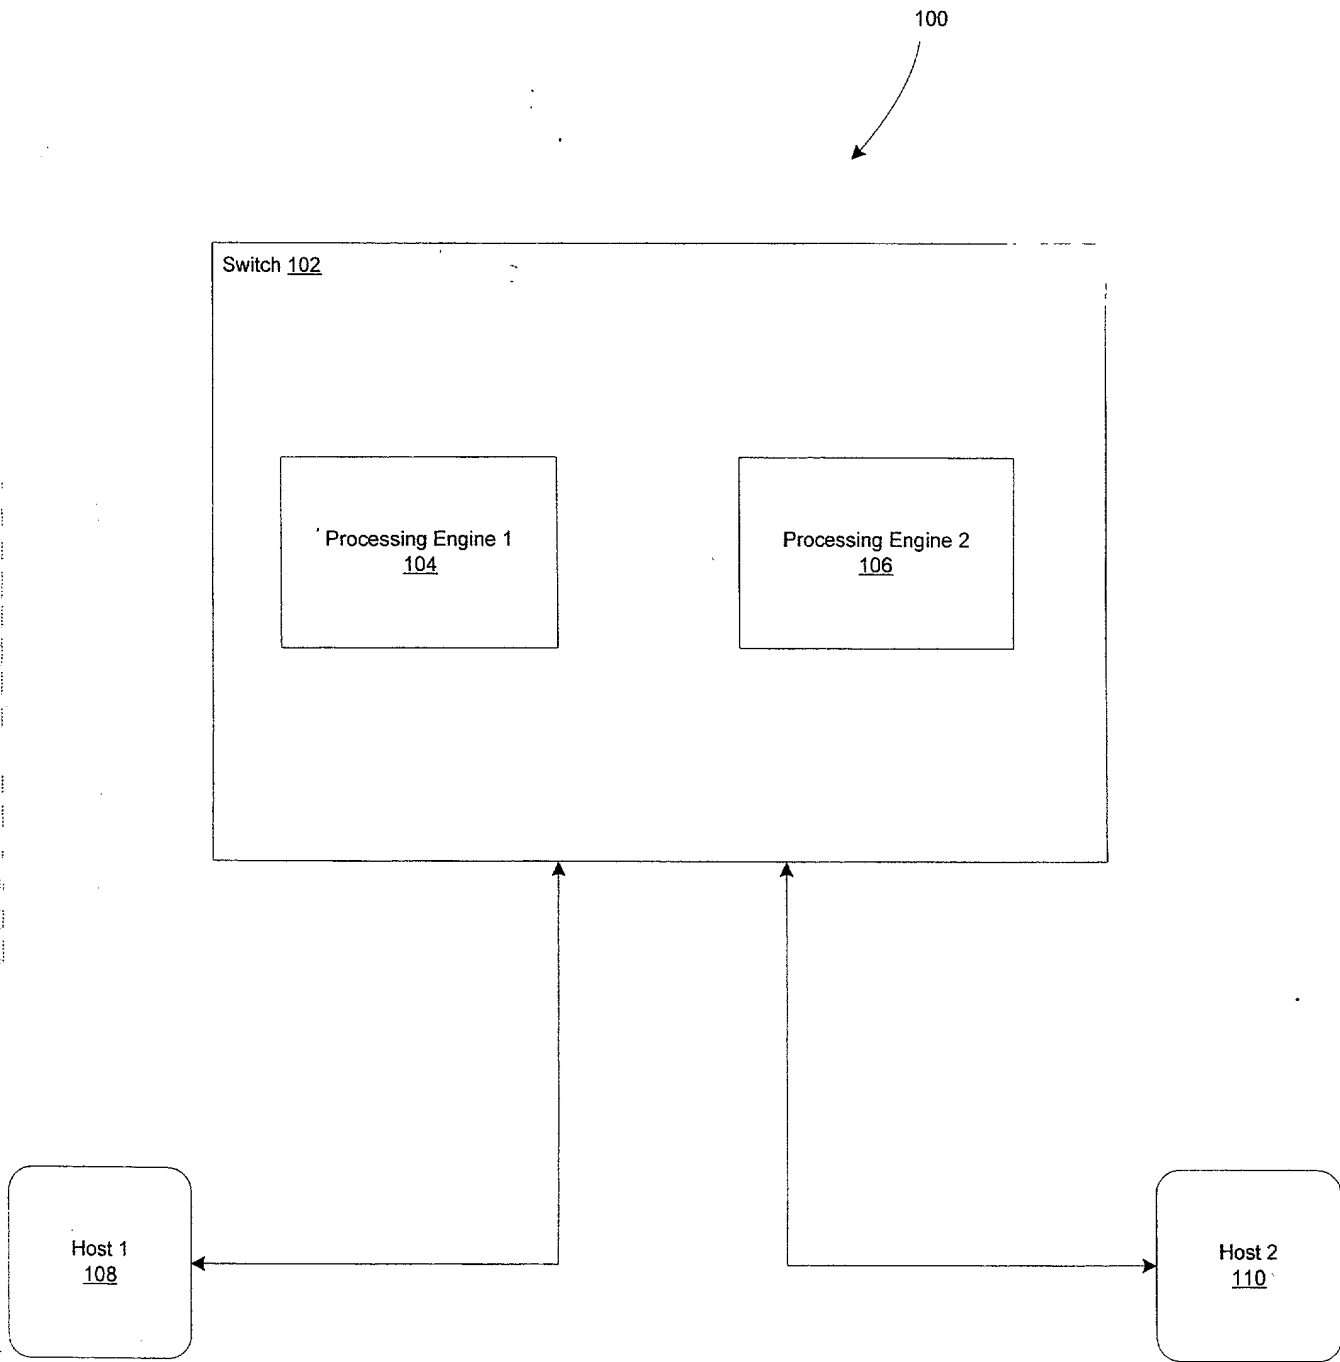 100
Switch 102
Processing Engine 1
104
Processing Engine 2
106
Host 1
108
Host 2
110